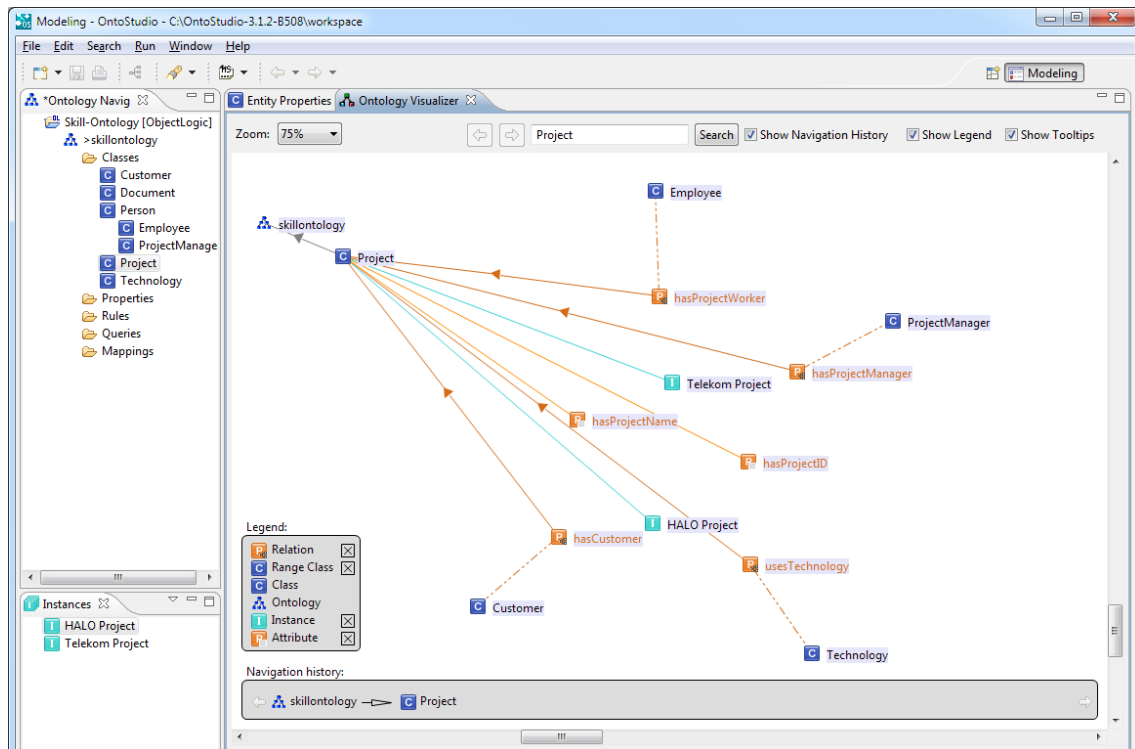 Modeling - OntoStudio - C:\OntoStudio-3.1.2-B508\workspace
File Edit Search Run Window Help
Modeling
*Ontology Navig
Skill-Ontology [ObjectLogic]
>skillontology
Classes
Customer
Document
Person
Employee
ProjectManage
Project
Technology
Properties
Rules
Queries
Mappings
Instances
HALO Project
Telekom Project
Entity Properties Ontology Visualizer
Zoom: 75% Project Search Show Navigation History Show Legend Show Tooltips
Employee
skillontology
Project
hasProjectWorker
ProjectManager
hasProjectManager
Telekom Project
hasProjectName
hasProjectID
HALO Project
hasCustomer
usesTechnology
Customer
Technology
Legend:
Relation
Range Class
Class
Ontology
Instance
Attribute
Navigation history:
skillontology Project